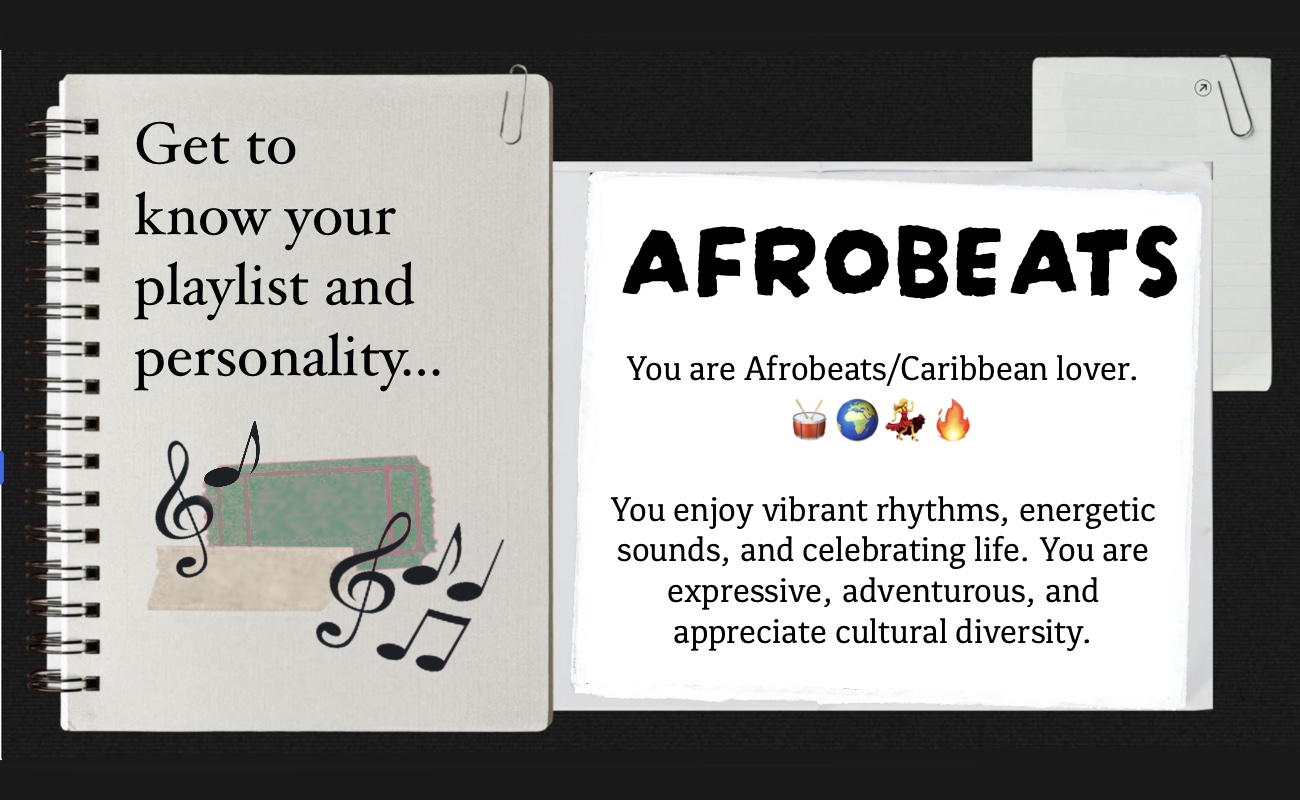 Get to
know your
playlist and
personality...
AFROBEATS
You are Afrobeats/Caribbean lover.
🥁🌍💃🔥
You enjoy vibrant rhythms, energetic
sounds, and celebrating life. You are
expressive, adventurous, and
appreciate cultural diversity.